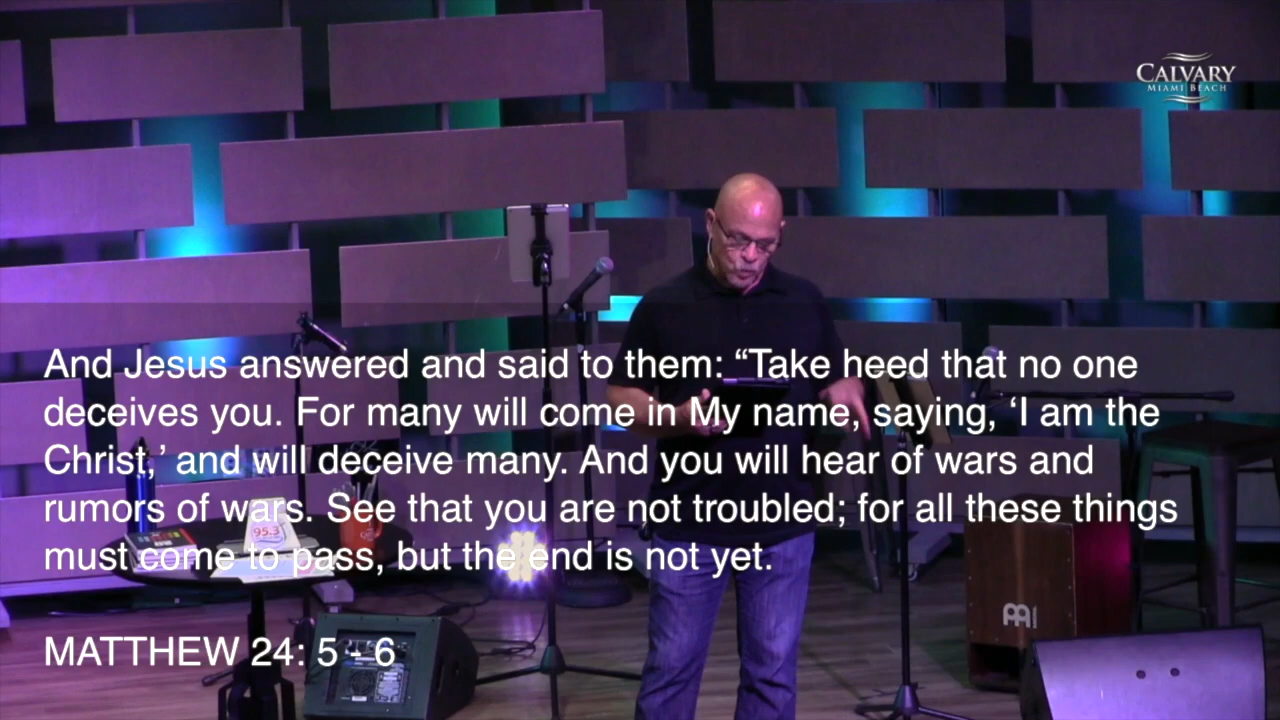 CALVARY
MIAMI BEACH
And Jesus answered and said to them: “Take heed that no one
deceives you. For many will come in My name, saying, ‘I am the
Christ,’ and will deceive many. And you will hear of wars and
rumors of wars. See that you are not troubled; for all these things
must come to pass, but the end is not yet.
95.3
MATTHEW 24: 5 - 6